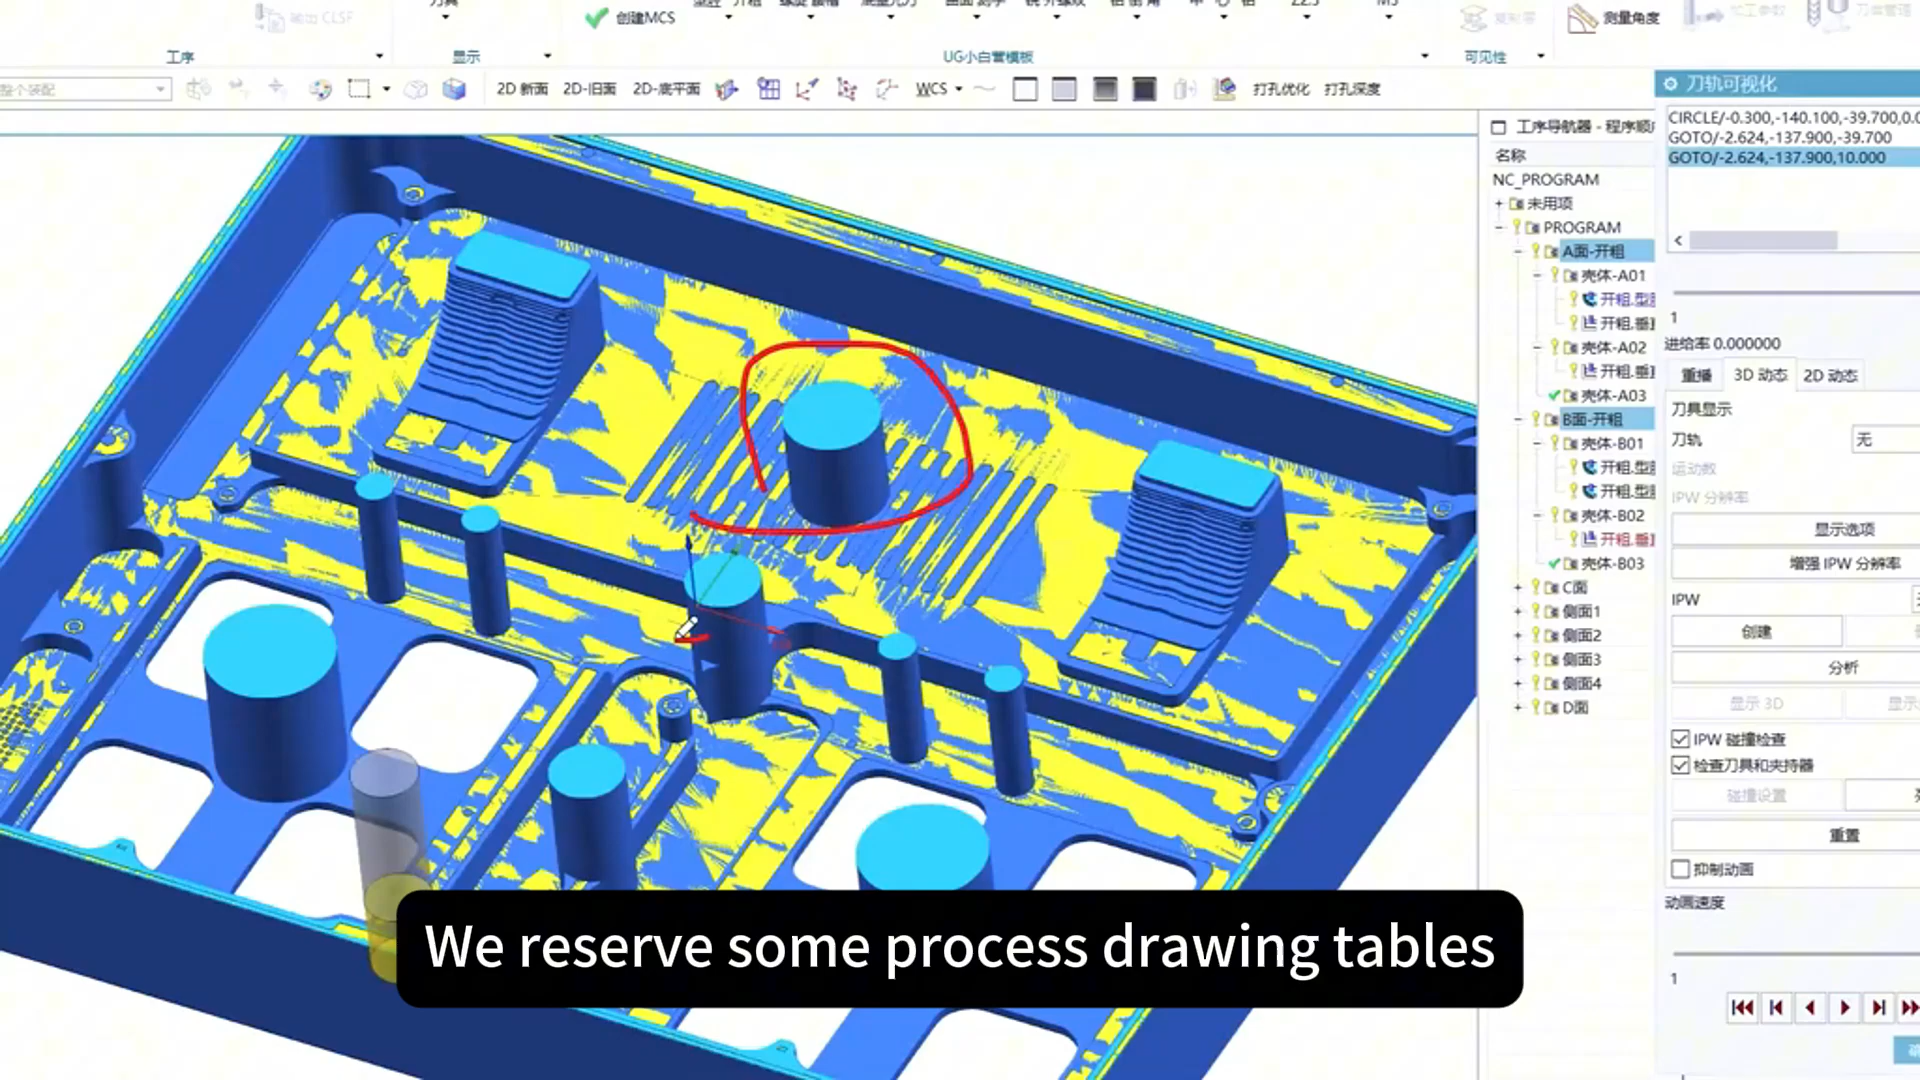 输出 CLSF
创建MCS
测量角度
工序
显示
UG小白营模板
可见性
整个装配
2D 新面
2D-旧面
2D-底平面
WCS
打孔优化
打孔深度
刀轨可视化
CIRCLE/-0.300,-140.100,-39.700,0.0
GOTO/-2.624,-137.900,-39.700
GOTO/-2.624,-137.900,10.000
工序导航器 - 程序顺
名称
NC_PROGRAM
未用项
PROGRAM
A面-开粗
壳体-A01
开粗.型
开粗.垂
壳体-A02
开粗.垂
壳体-A03
B面-开粗
壳体-B01
开粗.型
开粗.型
壳体-B02
开粗.垂
壳体-B03
C面
侧面1
侧面2
侧面3
侧面4
D面
1
进给率 0.000000
重播
3D 动态
2D 动态
刀具显示
刀轨
无
运动数
IPW 分辨率
显示选项
增强 IPW 分辨率
IPW
创建
分析
显示 3D
显示
IPW 碰撞检查
检查刀具和夹持器
碰撞设置
重置
抑制动画
动画速度
1
We reserve some process drawing tables